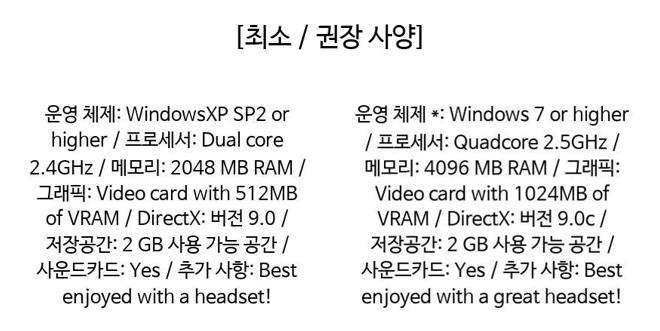 [최소 / 권장 사양]
운영 체제: WindowsXP SP2 or
higher / 프로세서: Dual core
2.4GHz / 메모리: 2048 MB RAM /
그래픽: Video card with 512MB
of VRAM / DirectX: 버전 9.0 /
저장공간: 2 GB 사용 가능 공간 /
사운드카드: Yes / 추가 사항: Best
enjoyed with a headset!
운영 체제 *: Windows 7 or higher
/ 프로세서: Quadcore 2.5GHz /
메모리: 4096 MB RAM / 그래픽:
Video card with 1024MB of
VRAM / DirectX: 버전 9.0c /
저장공간: 2 GB 사용 가능 공간 /
사운드카드: Yes / 추가 사항: Best
enjoyed with a great headset!